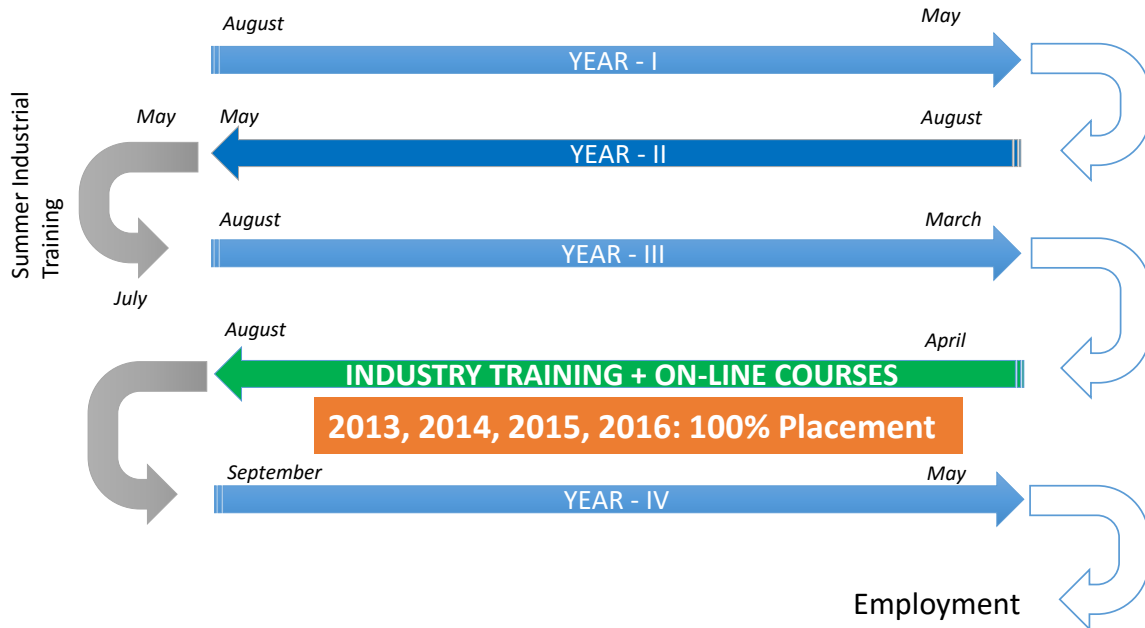 August
May
YEAR - I
Summer Industrial
Training
May
May
August
YEAR - II
July
August
March
YEAR - III
August
April
INDUSTRY TRAINING + ON-LINE COURSES
2013, 2014, 2015, 2016: 100% Placement
September
May
YEAR - IV
Employment